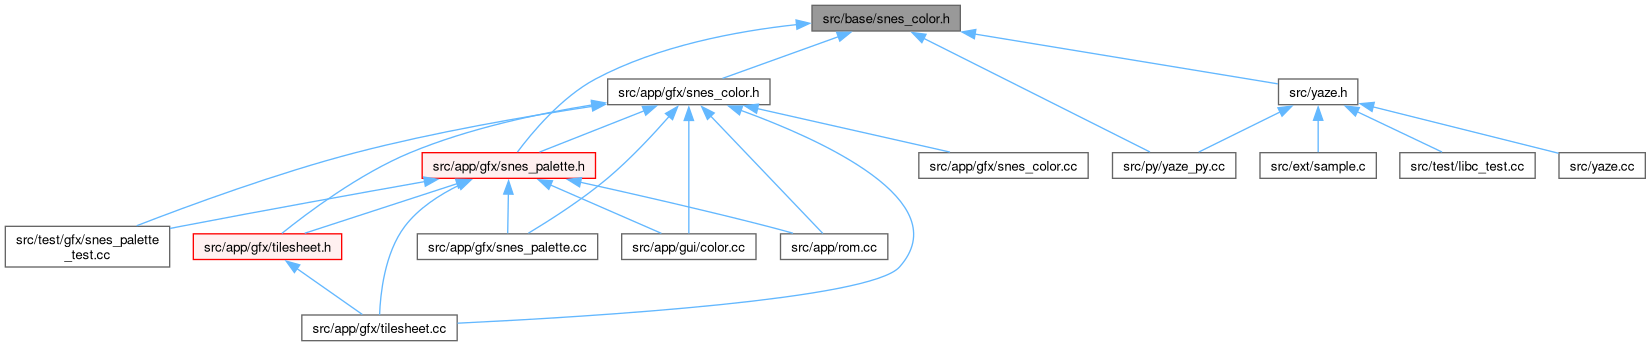 src/base/snes_color.h
src/app/gfx/snes_color.h
src/yaze.h
src/app/gfx/snes_palette.h
src/app/gfx/snes_color.cc
src/py/yaze_py.cc
src/ext/sample.c
src/test/libc_test.cc
src/yaze.cc
src/test/gfx/snes_palette
_test.cc
src/app/gfx/tilesheet.h
src/app/gfx/snes_palette.cc
src/app/gui/color.cc
src/app/rom.cc
src/app/gfx/tilesheet.cc